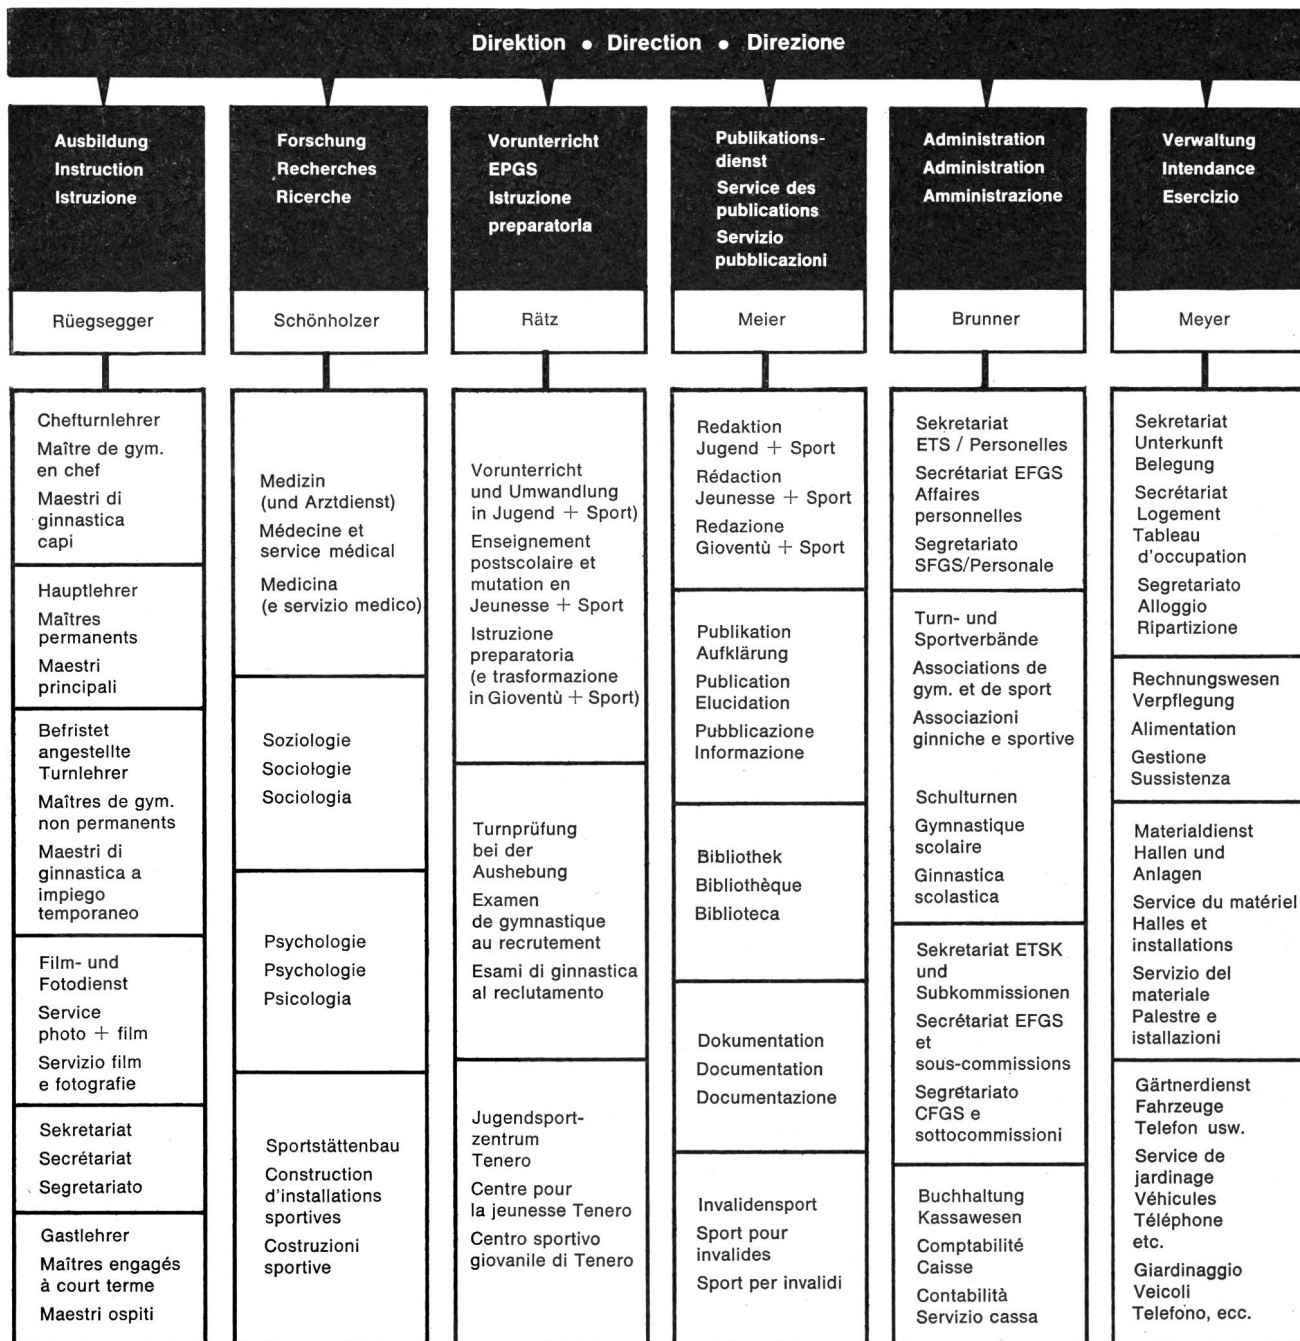 Direktion • Direction • Direzione
Ausbildung
Instruction
Istruzione
Rüegsegger
Chefturnlehrer
Maître de gym.
en chef
Maestri di
ginnastica
capi
Hauptlehrer
Maîtres
permanents
Maestri
principali
Befristet
angestellte
Turnlehrer
Maîtres de gym.
non permanents
Maestri di
ginnastica a
impiego
temporaneo
Film- und
Fotodienst
Service
photo + film
Servizio film
e fotografie
Sekretariat
Secrétariat
Segretariato
Gastlehrer
Maîtres engagés
à court terme
Maestri ospiti
Forschung
Recherches
Ricerche
Schönholzer
Medizin
(und Arztdienst)
Médecine et
service médical
Medicina
(e servizio medico)
Soziologie
Sociologie
Sociologia
Psychologie
Psychologie
Psicologia
Sportstättenbau
Construction
d'installations
sportives
Costruzioni
sportive
Vorunterricht
EPGS
Istruzione
preparatoria
Rätz
Vorunterricht
und Umwandlung
in Jugend + Sport)
Enseignement
postscolaire et
mutation en
Jeunesse + Sport
Istruzione
preparatoria
(e trasformazione
in Gioventù + Sport)
Turnprüfung
bei der
Aushebung
Examen
de gymnastique
au recrutement
Esami di ginnastica
al reclutamento
Jugendsport-
zentrum
Tenero
Centre pour
la jeunesse Tenero
Centro sportivo
giovanile di Tenero
Publikations-
dienst
Service des
publications
Servizio
pubblicazioni
Meier
Redaktion
Jugend + Sport
Rédaction
Jeunesse + Sport
Redazione
Gioventù + Sport
Publikation
Aufklärung
Publication
Elucidation
Pubblicazione
Informazione
Bibliothek
Bibliothèque
Biblioteca
Dokumentation
Documentation
Documentazione
Invalidensport
Sport pour
invalides
Sport per invalidi
Administration
Administration
Amministrazione
Brunner
Sekretariat
ETS / Personelles
Secrétariat EFGS
Affaires
personnelles
Segretariato
SFGS/Personale
Turn- und
Sportverbände
Associations de
gym. et de sport
Associazioni
ginniche e sportive
Schulturnen
Gymnastique
scolaire
Ginnastica
scolastica
Sekretariat ETSK
und
Subkommissionen
Secrétariat EFGS
et
sous-commissions
Segretariato
CFGS e
sottocommissioni
Buchhaltung
Kassawesen
Comptabilité
Caisse
Contabilità
Servizio cassa
Verwaltung
Intendance
Esercizio
Meyer
Sekretariat
Unterkunft
Belegung
Secrétariat
Logement
Tableau
d'occupation
Segretariato
Alloggio
Ripartizione
Rechnungswesen
Verpflegung
Alimentation
Gestione
Sussistenza
Materialdienst
Hallen und
Anlagen
Service du matériel
Halles et
installations
Servizio del
materiale
Palestre e
istallazioni
Gärtnerdienst
Fahrzeuge
Telefon usw.
Service de
jardinage
Véhicules
Téléphone
etc.
Giardinaggio
Veicoli
Telefono, ecc.